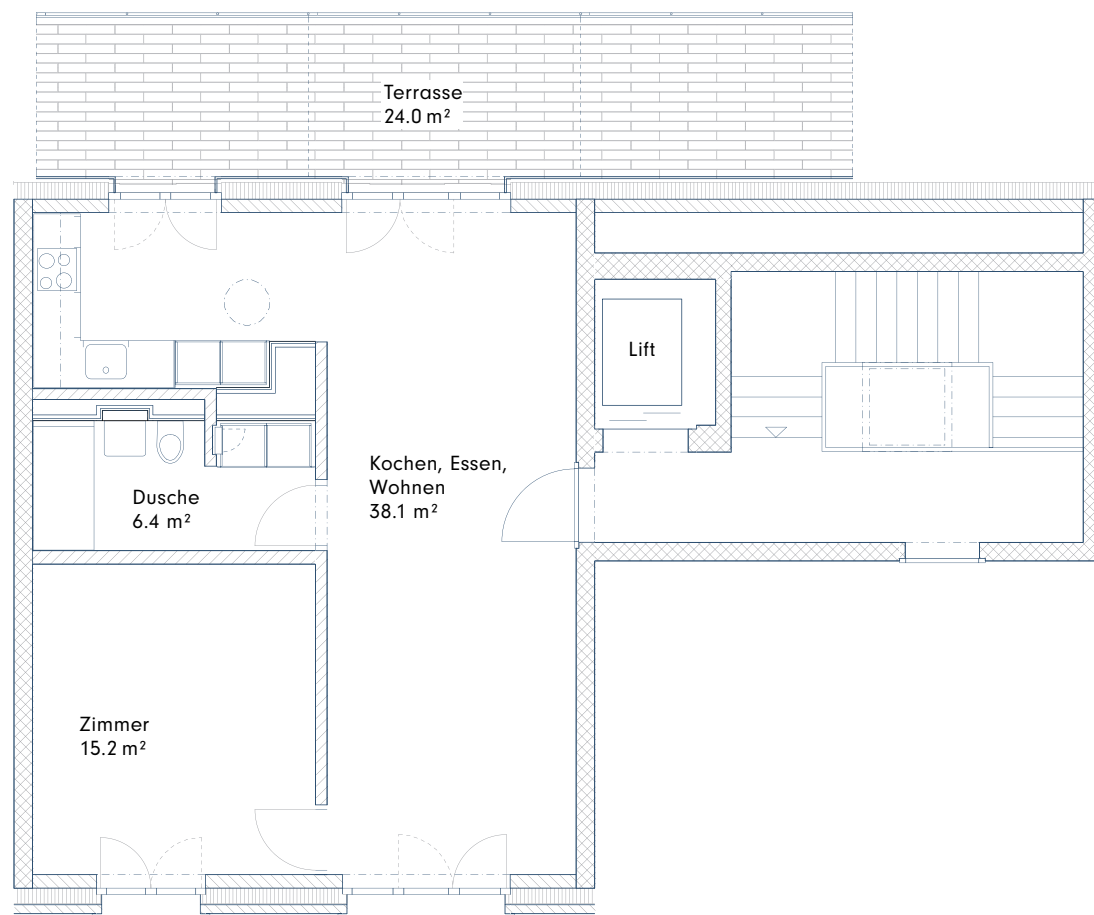 Terrasse
24.0 m²
Lift
Kochen, Essen,
Wohnen
38.1 m²
Dusche
6.4 m²
Zimmer
15.2 m²